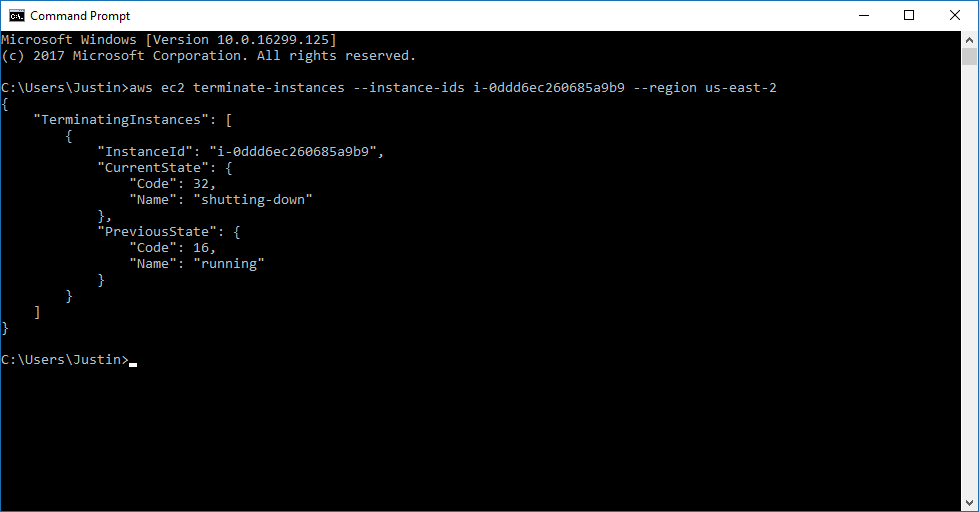 Command Prompt
Microsoft Windows [Version 10.0.16299.125]
(c) 2017 Microsoft Corporation. All rights reserved.
C:\Users\Justin>aws ec2 terminate-instances --instance-ids i-0ddd6ec260685a9b9 --region us-east-2
{
    "TerminatingInstances": [
        {
            "InstanceId": "i-0ddd6ec260685a9b9",
            "CurrentState": {
                "Code": 32,
                "Name": "shutting-down"
            },
            "PreviousState": {
                "Code": 16,
                "Name": "running"
            }
        }
    ]
}
C:\Users\Justin>